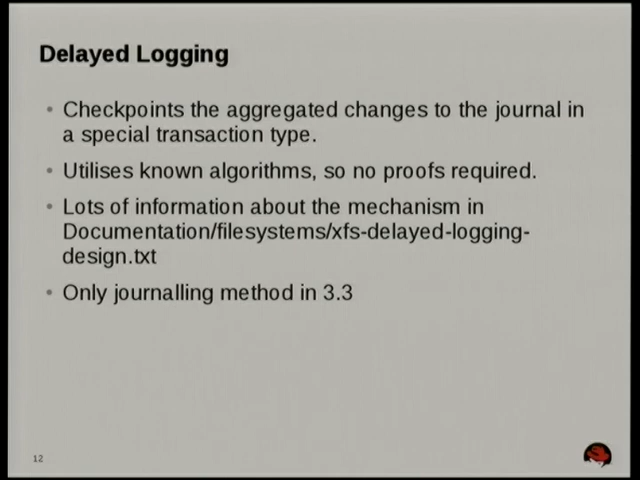 Delayed Logging
• Checkpoints the aggregated changes to the journal in
a special transaction type.
• Utilises known algorithms, so no proofs required.
• Lots of information about the mechanism in
Documentation/filesystems/xfs-delayed-logging-
design.txt
• Only journalling method in 3.3
12